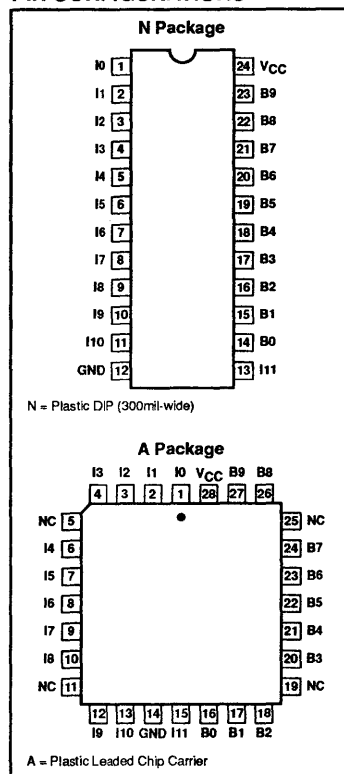 N Package
I0 1 24 VCC
I1 2 23 B9
I2 3 22 B8
I3 4 21 B7
I4 5 20 B6
I5 6 19 B5
I6 7 18 B4
I7 8 17 B3
I8 9 16 B2
I9 10 15 B1
I10 11 14 B0
GND 12 13 I11
N = Plastic DIP (300mil-wide)
A Package
I3 I2 I1 I0 VCC B9 B8
4 3 2 1 28 27 26
NC 5 25 NC
I4 6 24 B7
I5 7 23 B6
I6 8 22 B5
I7 9 21 B4
I8 10 20 B3
NC 11 19 NC
12 13 14 15 16 17 18
I9 I10 GND I11 B0 B1 B2
A = Plastic Leaded Chip Carrier